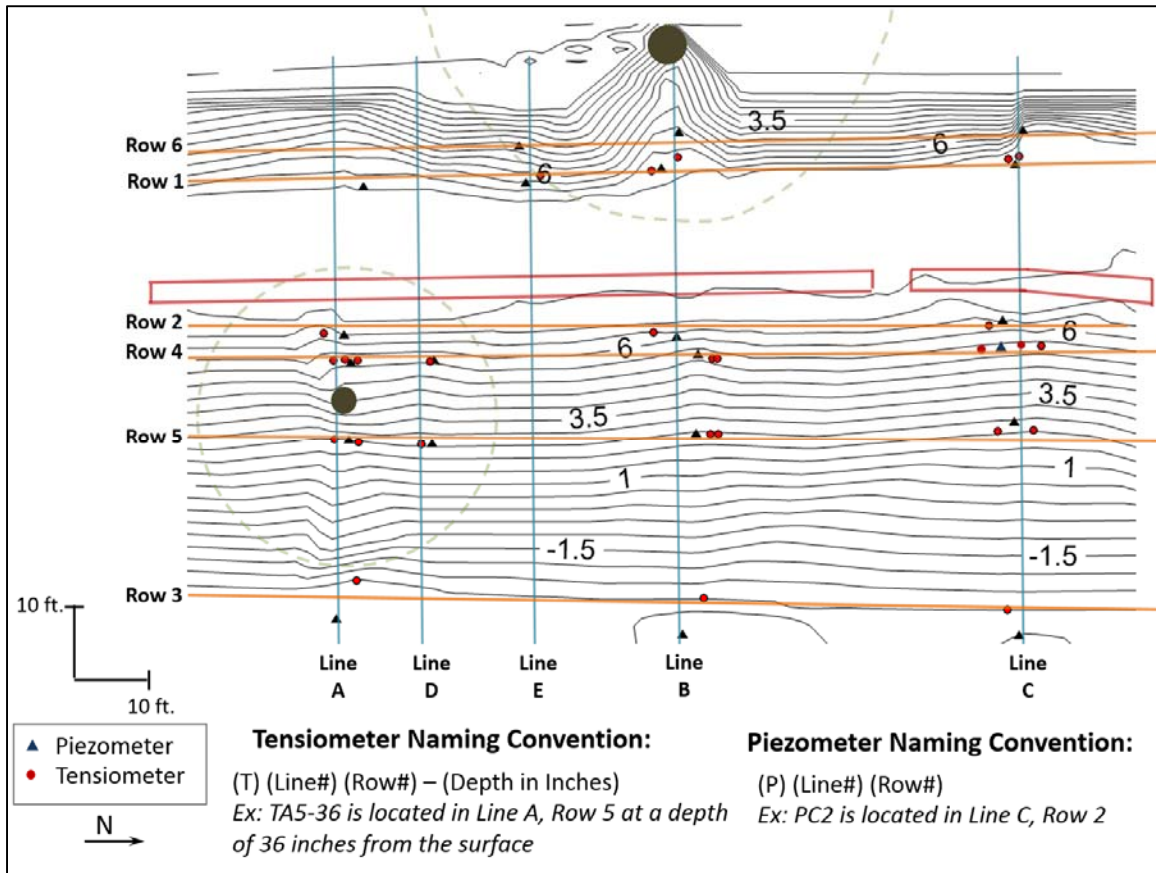 3.5
Row 6
6
Row 1
6
Row 2
6
Row 4
6
3.5
3.5
Row 5
1
1
-1.5
-1.5
Row 3
10 ft.
10 ft.
Line A
Line D
Line E
Line B
Line C
Piezometer
Tensiometer
N
Tensiometer Naming Convention:
(T) (Line#) (Row#) – (Depth in Inches)
Ex: TA5-36 is located in Line A, Row 5 at a depth
of 36 inches from the surface
Piezometer Naming Convention:
(P) (Line#) (Row#)
Ex: PC2 is located in Line C, Row 2